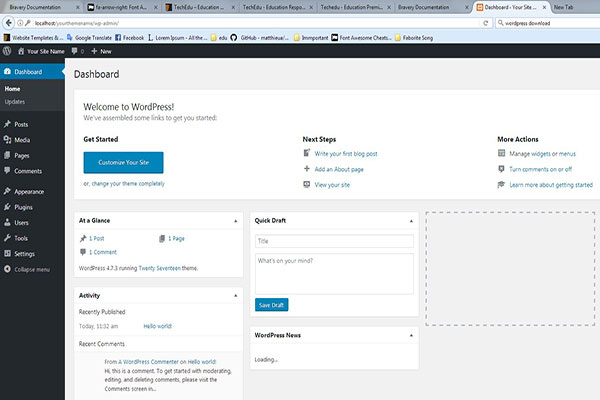 Bravery Documentation
fa-arrow-right: Font A...
TechEdu – Education ...
TechEdu - Education Respo...
Techedu - Education Premi...
Bravery Documentation
Dashboard ‹ Your Site ...
New Tab
localhost/yourthemename/wp-admin/
wordpress download
Website Templates & ...
Google Translate
Facebook
Lorem Ipsum - All the ...
edu
GitHub - matthieua/...
Immportant
Font Awesome Cheats...
Faborite Song
Your Site Name
0
New
Dashboard
Home
Updates
Posts
Media
Pages
Comments
Appearance
Plugins
Users
Tools
Settings
Collapse menu
Dashboard
Welcome to WordPress!
We've assembled some links to get you started:
Get Started
Customize Your Site
or, change your theme completely
Next Steps
Write your first blog post
Add an About page
View your site
More Actions
Manage widgets or menus
Turn comments on or off
Learn more about getting started
At a Glance
1 Post
1 Page
1 Comment
WordPress 4.7.3 running Twenty Seventeen theme.
Activity
Recently Published
Today, 11:32 am
Hello world!
Recent Comments
From A WordPress Commenter on Hello world!
Hi, this is a comment. To get started with moderating,
editing, and deleting comments, please visit the
Comments screen in...
Quick Draft
Title
What's on your mind?
Save Draft
WordPress News
Loading...